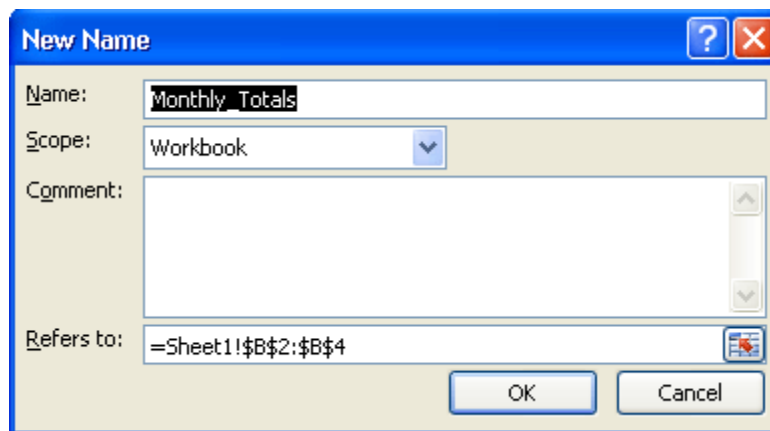 New Name
Name: Monthly_Totals
Scope: Workbook
Comment:
Refers to: =Sheet1!$B$2:$B$4
OK Cancel